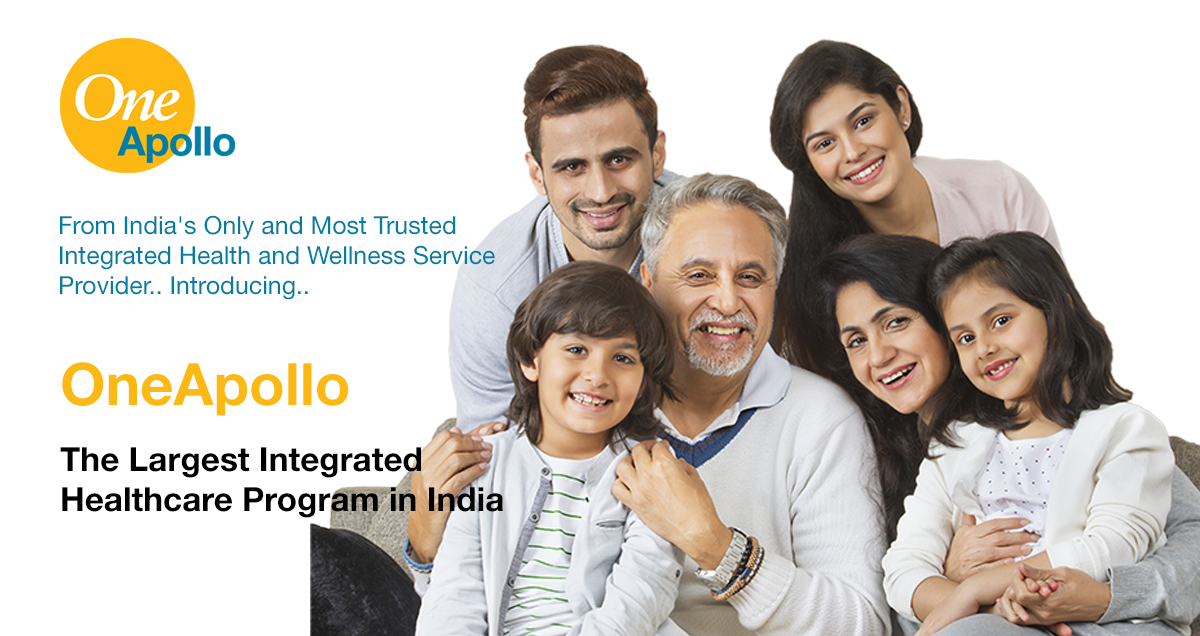 One
Apollo
From India's Only and Most Trusted
Integrated Health and Wellness Service
Provider.. Introducing..
OneApollo
The Largest Integrated
Healthcare Program in India